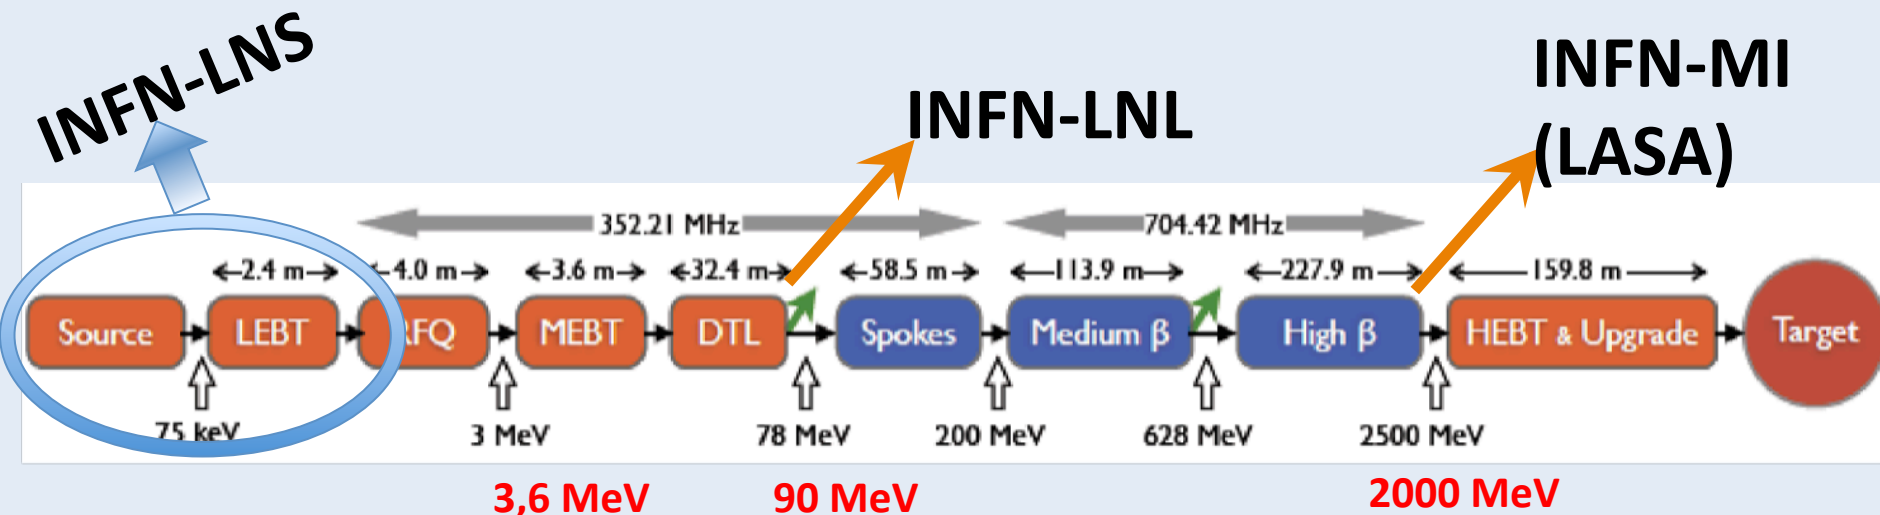 INFN-LNS
INFN-LNL
INFN-MI
(LASA)
352.21 MHz
704.42 MHz
2.4 m
4.0 m
3.6 m
32.4 m
58.5 m
113.9 m
227.9 m
159.8 m
Source
LEBT
RFQ
MEBT
DTL
Spokes
Medium β
High β
HEBT & Upgrade
Target
75 keV
3 MeV
78 MeV
200 MeV
628 MeV
2500 MeV
3,6 MeV
90 MeV
2000 MeV